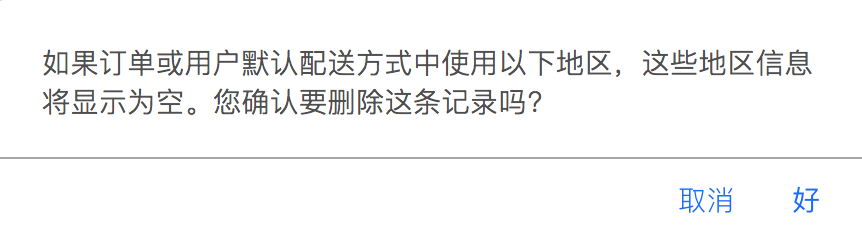 如果订单或用户默认配送方式中使用以下地区，这些地区信息
将显示为空。您确认要删除这条记录吗?
取消 好